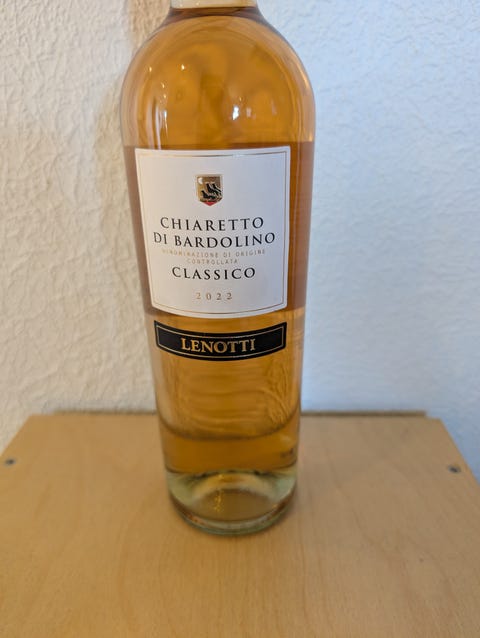 CHIARETTO
DI BARDOLINO
DENOMINAZIONE DI ORIGINE
CONTROLLATA
CLASSICO
2022
LENOTTI